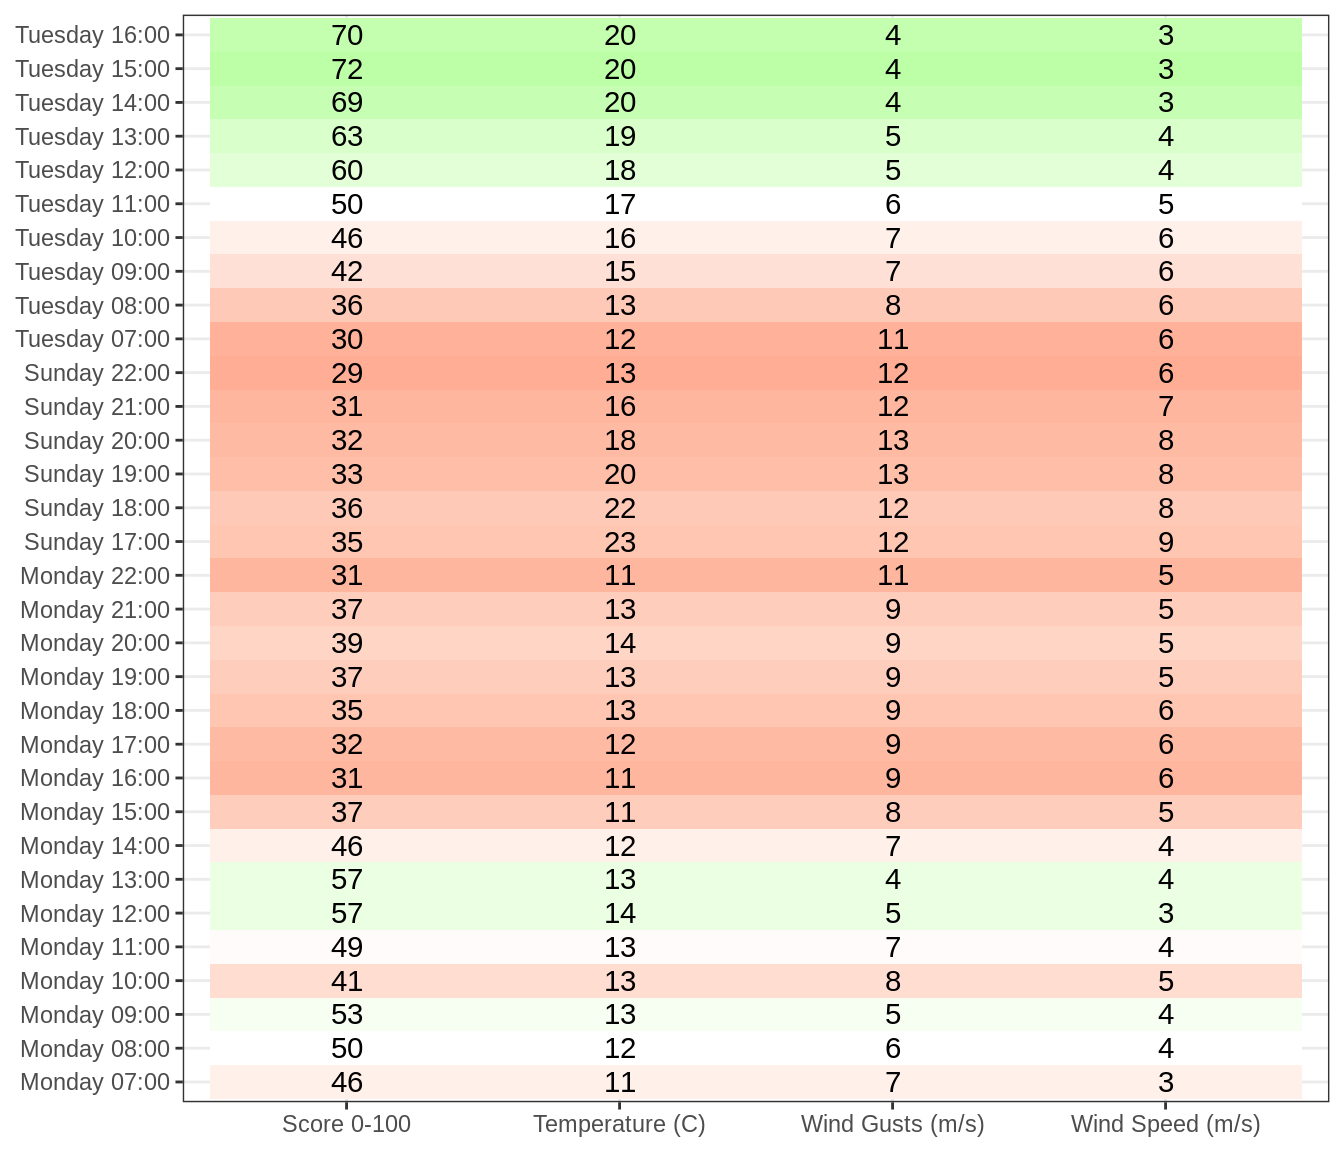 Tuesday 16:00 70 20 4 3
Tuesday 15:00 72 20 4 3
Tuesday 14:00 69 20 4 3
Tuesday 13:00 63 19 5 4
Tuesday 12:00 60 18 5 4
Tuesday 11:00 50 17 6 5
Tuesday 10:00 46 16 7 6
Tuesday 09:00 42 15 7 6
Tuesday 08:00 36 13 8 6
Tuesday 07:00 30 12 11 6
Sunday 22:00 29 13 12 6
Sunday 21:00 31 16 12 7
Sunday 20:00 32 18 13 8
Sunday 19:00 33 20 13 8
Sunday 18:00 36 22 12 8
Sunday 17:00 35 23 12 9
Monday 22:00 31 11 11 5
Monday 21:00 37 13 9 5
Monday 20:00 39 14 9 5
Monday 19:00 37 13 9 5
Monday 18:00 35 13 9 6
Monday 17:00 32 12 9 6
Monday 16:00 31 11 9 6
Monday 15:00 37 11 8 5
Monday 14:00 46 12 7 4
Monday 13:00 57 13 4 4
Monday 12:00 57 14 5 3
Monday 11:00 49 13 7 4
Monday 10:00 41 13 8 5
Monday 09:00 53 13 5 4
Monday 08:00 50 12 6 4
Monday 07:00 46 11 7 3
Score 0-100 Temperature (C) Wind Gusts (m/s) Wind Speed (m/s)